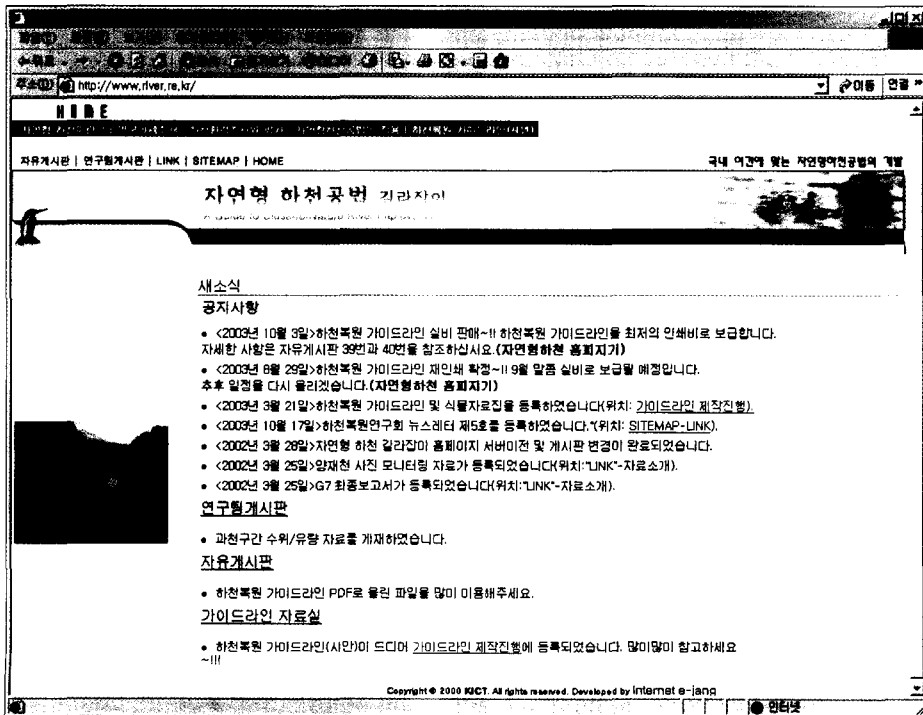 주소(D) http://www.river.re.kr/ 이동 연결 »
HOME
자유게시판 | 연구팀게시판 | LINK | SITEMAP | HOME 국내 여건에 맞는 자연형하천공법의 개발
자연형 하천공법 길라잡이
새소식
공지사항
• <2003년 10월 3일>하천복원 가이드라인 실비 판매~!! 하천복원 가이드라인을 최저의 인쇄비로 보급합니다.
자세한 사항은 자유게시판 39번과 40번을 참조하십시요.(자연형하천 홈피지기)
• <2003년 8월 29일>하천복원 가이드라인 재인쇄 확정~!! 9월 말쯤 실비로 보급될 예정입니다.
추후 일정을 다시 올리겠습니다.(자연형하천 홈피지기)
• <2003년 3월 21일>하천복원 가이드라인 및 식물자료집을 등록하였습니다(위치: 가이드라인 제작진행).
• <2003년 10월 17일>하천복원연구회 뉴스레터 제5호를 등록하였습니다."(위치: SITEMAP-LINK).
• <2002년 3월 28일>자연형 하천 길라잡이 홈페이지 서버이전 및 게시판 변경이 완료되었습니다.
• <2002년 3월 25일>양재천 사진 모니터링 자료가 등록되었습니다(위치:"LINK"-자료소개).
• <2002년 3월 25일>G7 최종보고서가 등록되었습니다(위치:"LINK"-자료소개).
연구팀게시판
• 과천구간 수위/유량 자료를 게재하였습니다.
자유게시판
• 하천복원 가이드라인 PDF로 올린 파일을 많이 이용해주세요.
가이드라인 자료실
• 하천복원 가이드라인(시안)이 드디어 가이드라인 제작진행에 등록되었습니다. 많이많이 참고하세요
~!!!
Copyright © 2000 KICT. All rights reserved. Developed by Internet e-jang
인터넷